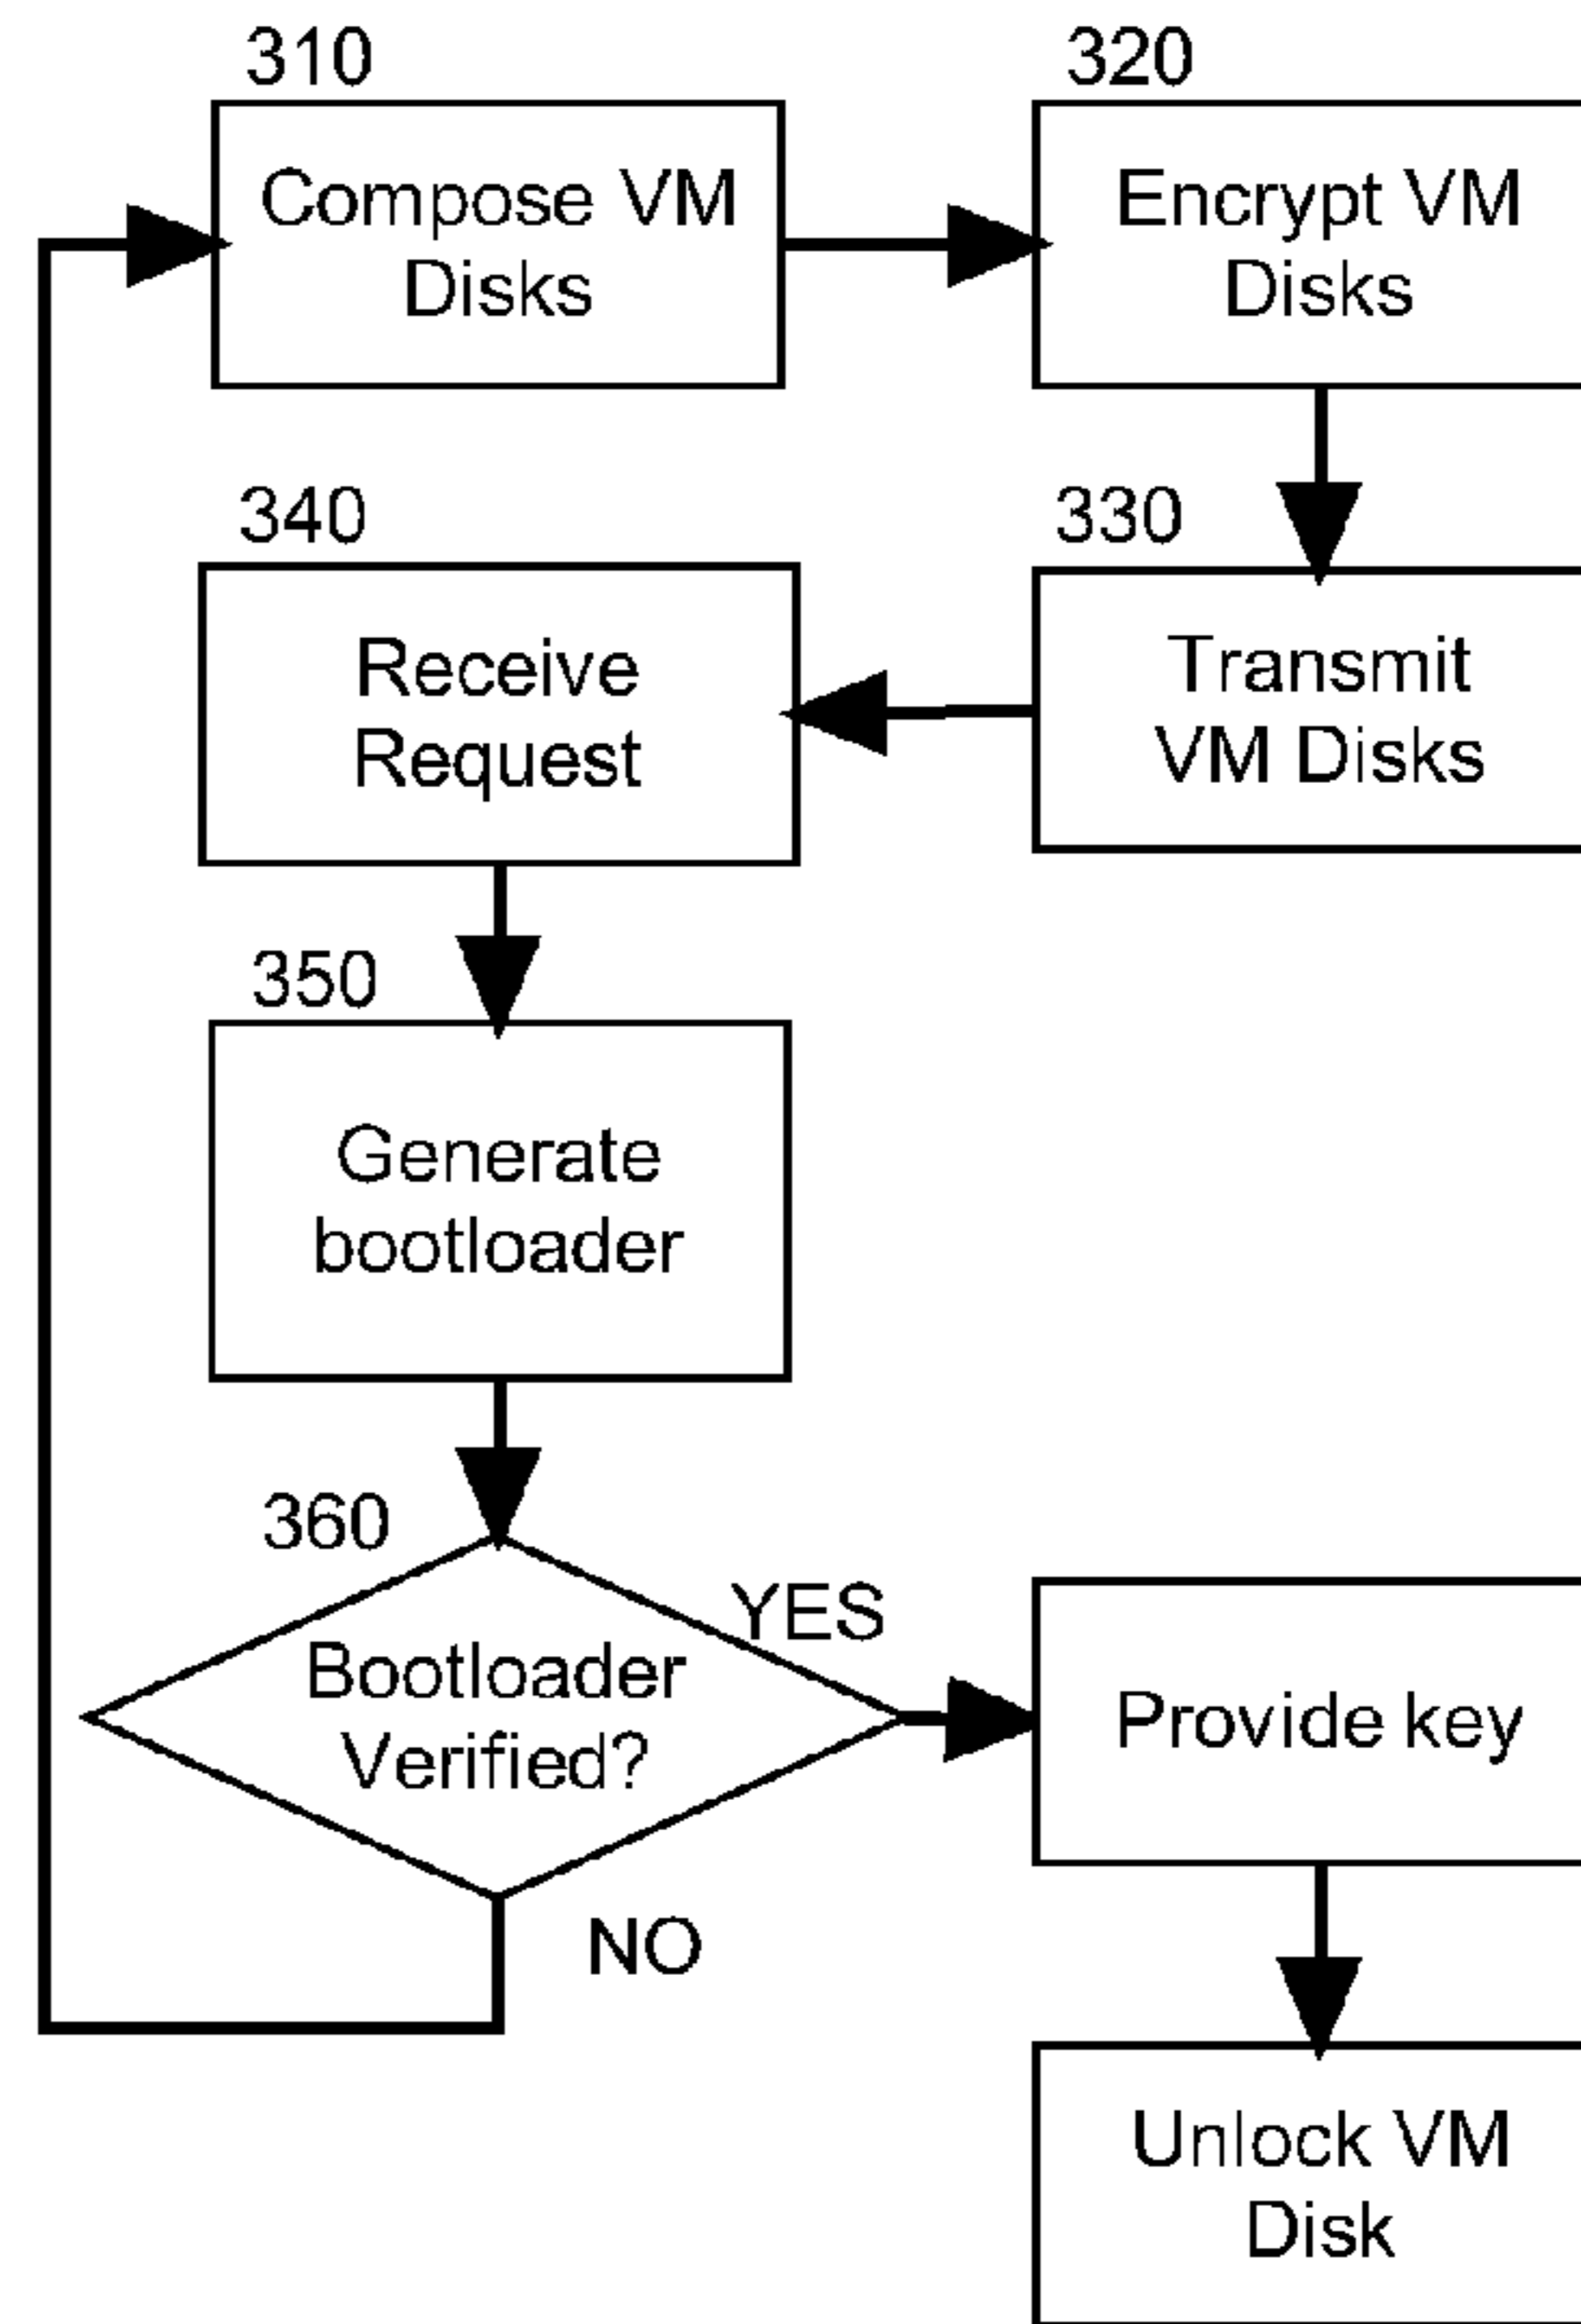 310
Compose VM
Disks
320
Encrypt VM
Disks
340
Receive
Request
330
Transmit
VM Disks
350
Generate
bootloader
360
Bootloader
Verified?
YES
NO
Provide key
Unlock VM
Disk